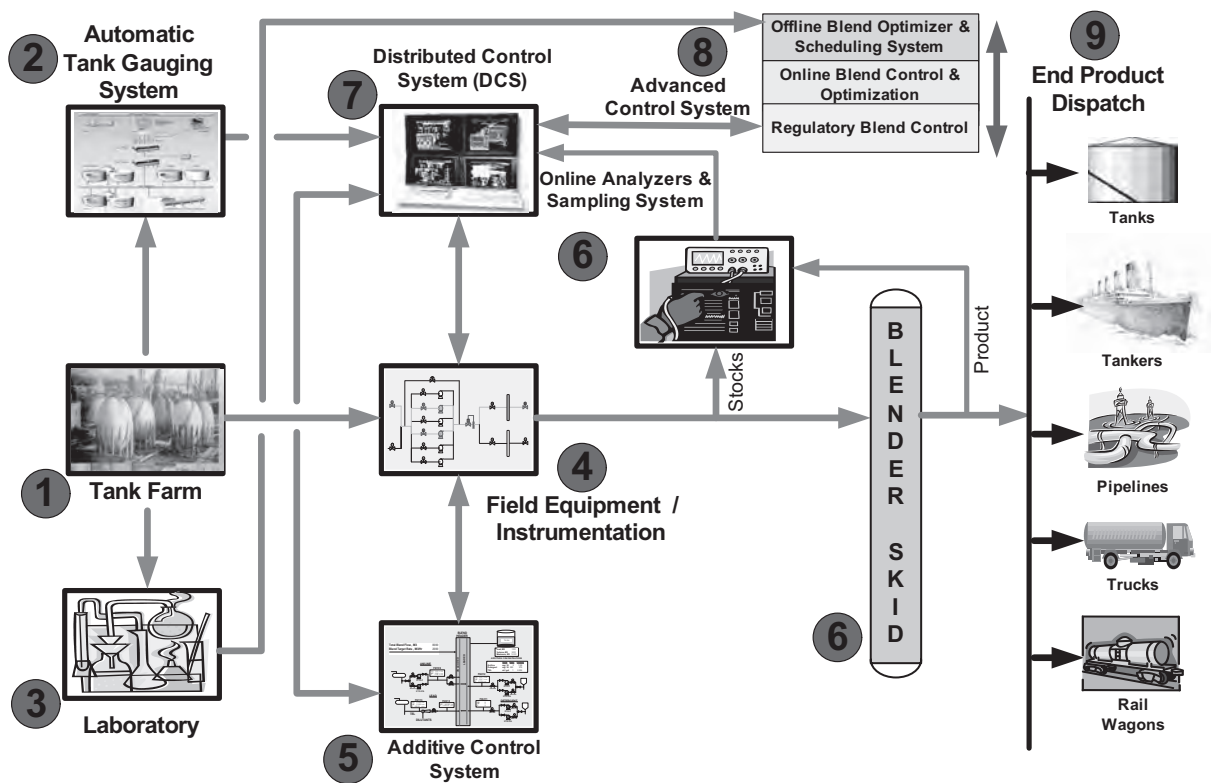 2
Automatic
Tank Gauging
System
7
Distributed Control
System (DCS)
8
Advanced
Control System
Offline Blend Optimizer &
Scheduling System
Online Blend Control &
Optimization
Regulatory Blend Control
9
End Product
Dispatch
Online Analyzers &
Sampling System
6
Stocks
Product
Tanks
Tankers
Pipelines
Trucks
Rail
Wagons
1
Tank Farm
4
Field Equipment /
Instrumentation
BLENDER SKID
6
3
Laboratory
5
Additive Control
System